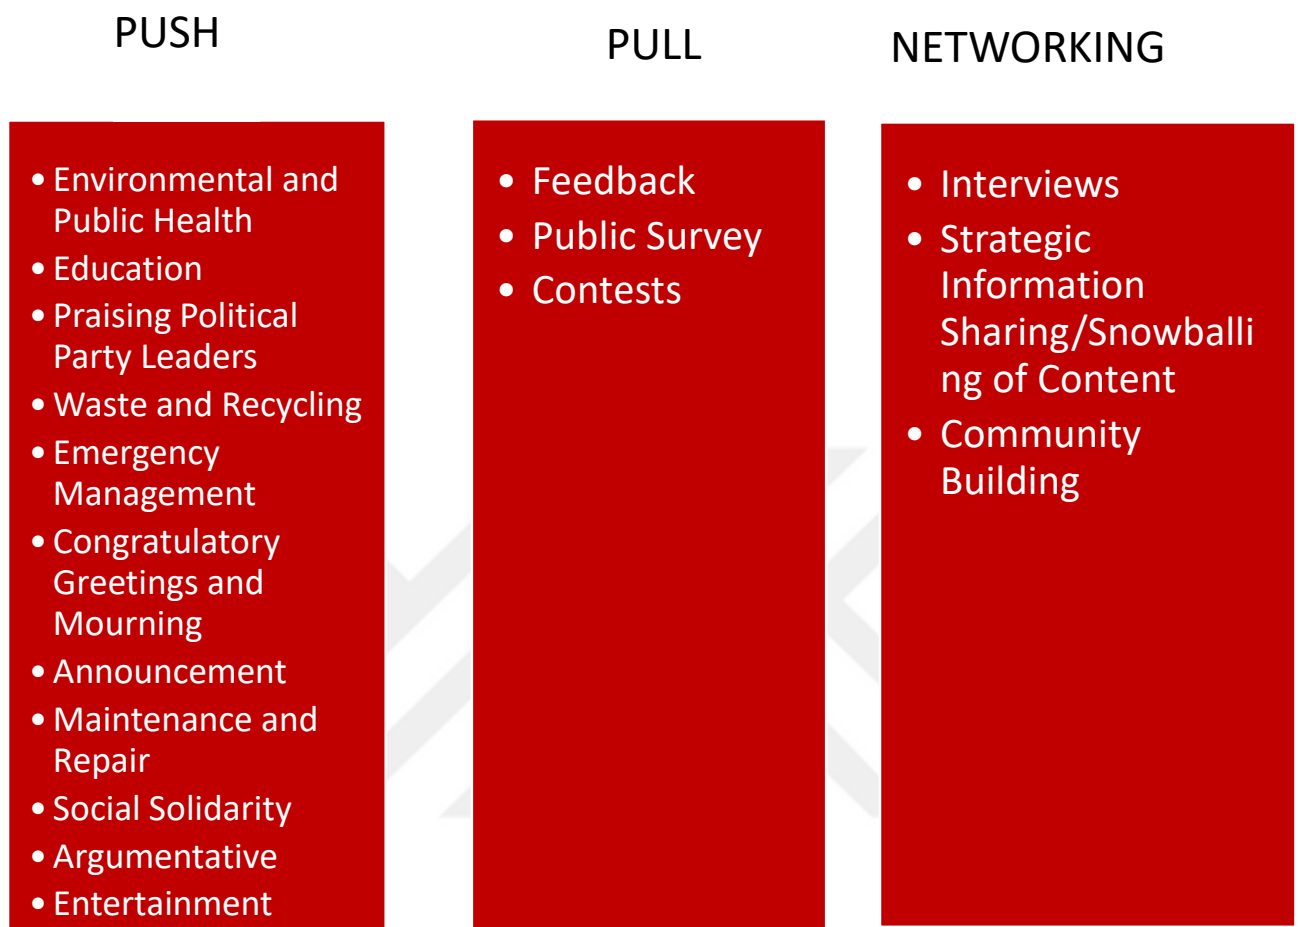 PUSH
• Environmental and
Public Health
• Education
• Praising Political
Party Leaders
• Waste and Recycling
• Emergency
Management
• Congratulatory
Greetings and
Mourning
• Announcement
• Maintenance and
Repair
• Social Solidarity
• Argumentative
• Entertainment
PULL
• Feedback
• Public Survey
• Contests
NETWORKING
• Interviews
• Strategic
Information
Sharing/Snowballi
ng of Content
• Community
Building